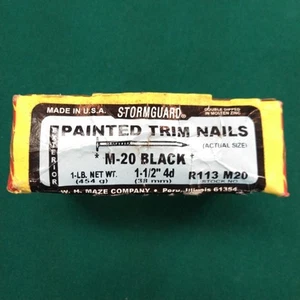 MADE IN U.S.A.
STORMGUARD®
DOUBLE DIPPED
IN MOLTEN ZINC
EXTERIOR
PAINTED TRIM NAILS
(ACTUAL SIZE)
* M-20 BLACK *
1-LB. NET WT.
(454 g)
1-1/2" 4d
(38 mm)
R113 M20
STOCK NO.
W. H. MAZE COMPANY • Peru, Illinois 61354